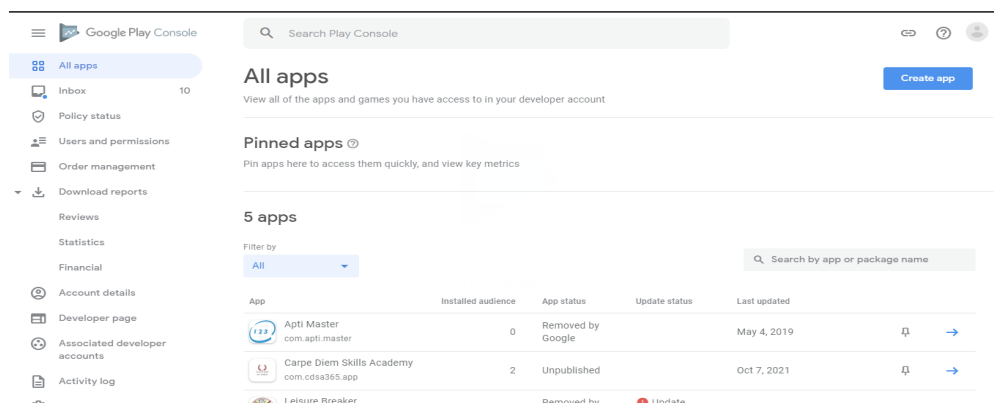 Google Play Console
Search Play Console
All apps
Inbox 10
Policy status
Users and permissions
Order management
Download reports
Reviews
Statistics
Financial
Account details
Developer page
Associated developer
accounts
Activity log
All apps
Create app
View all of the apps and games you have access to in your developer account
Pinned apps
Pin apps here to access them quickly, and view key metrics
5 apps
Filter by
All
Search by app or package name
App Installed audience App status Update status Last updated
123
Apti Master
com.apti.master
0
Removed by
Google
May 4, 2019
Carpe Diem Skills Academy
com.cdsa365.app
2
Unpublished
Oct 7, 2021
Leisure Breaker
Removed by
Update